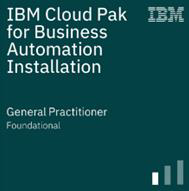 IBM Cloud Pak
IBM
for Business
Automation
Installation
General Practitioner
Foundational